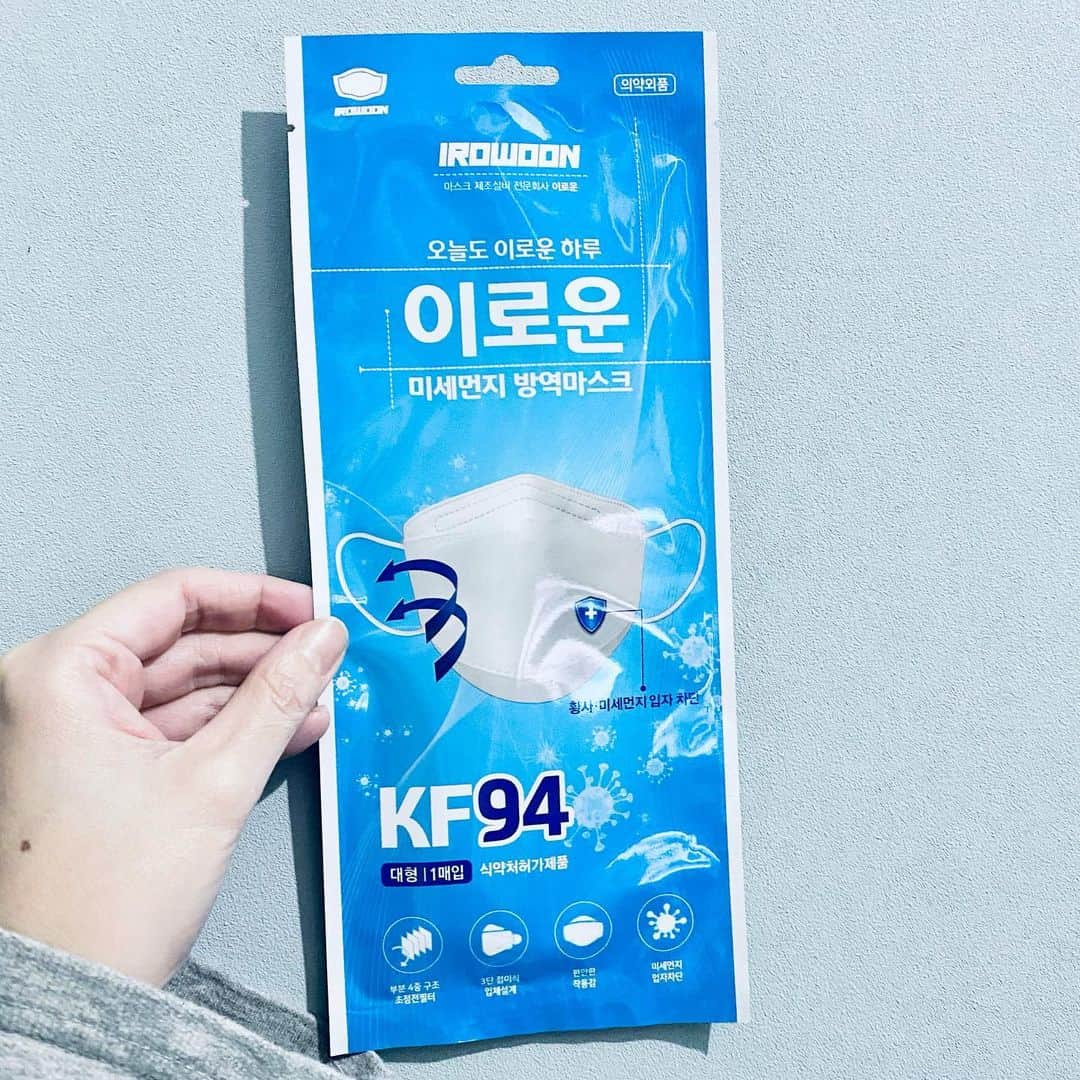 IROWOON
의약외품
IROWOON
마스크 제조설비 전문회사 이로운
오늘도 이로운 하루
이로운
미세먼지 방역마스크
황사·미세먼지 입자 차단
KF94
대형 | 1매입
식약처허가제품
부분 4중 구조
초정전필터
3단 접이식
입체설계
편안한
착용감
미세먼지
입자차단